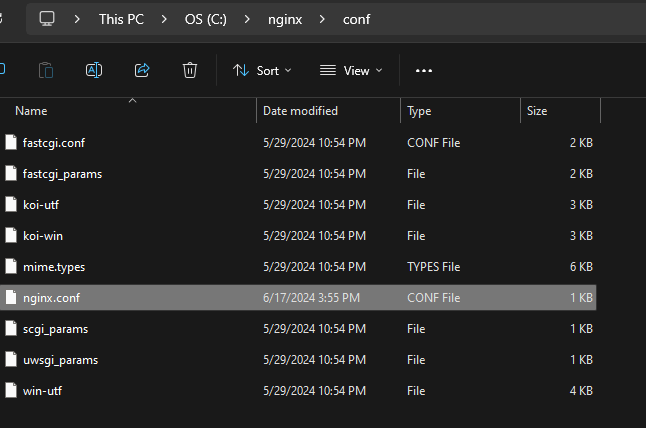 This PC > OS (C:) > nginx > conf
Sort View
Name Date modified Type Size
fastcgi.conf 5/29/2024 10:54 PM CONF File 2 KB
fastcgi_params 5/29/2024 10:54 PM File 2 KB
koi-utf 5/29/2024 10:54 PM File 3 KB
koi-win 5/29/2024 10:54 PM File 3 KB
mime.types 5/29/2024 10:54 PM TYPES File 6 KB
nginx.conf 6/17/2024 3:55 PM CONF File 1 KB
scgi_params 5/29/2024 10:54 PM File 1 KB
uwsgi_params 5/29/2024 10:54 PM File 1 KB
win-utf 5/29/2024 10:54 PM File 4 KB